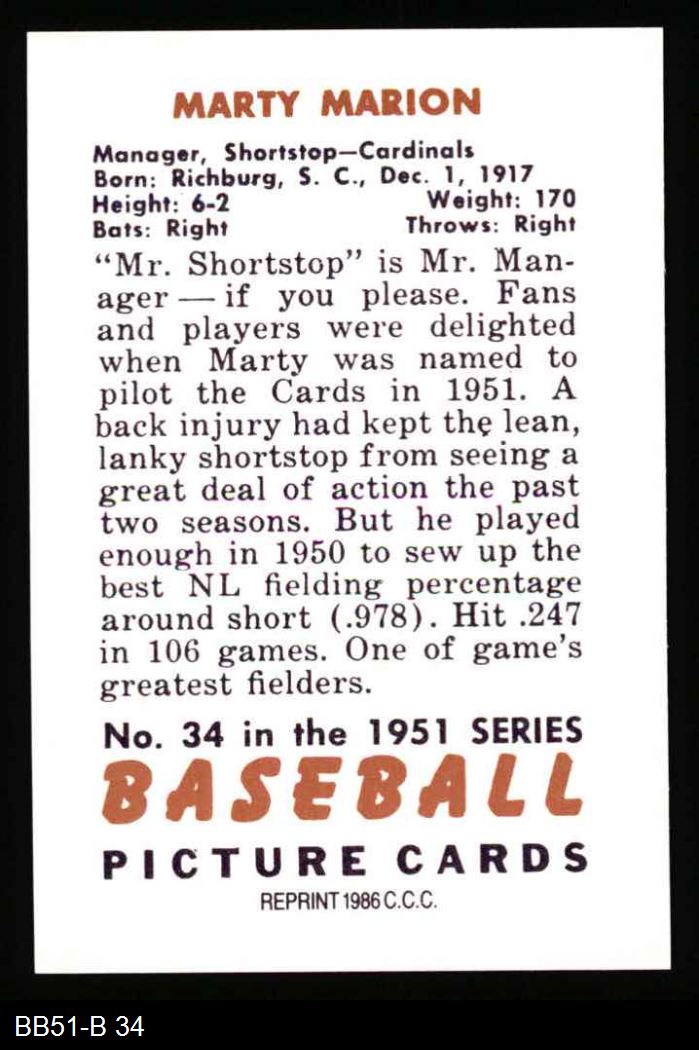 MARTY MARION
Manager, Shortstop—Cardinals
Born: Richburg, S. C., Dec. 1, 1917
Height: 6-2 Weight: 170
Bats: Right Throws: Right
"Mr. Shortstop" is Mr. Man-
ager — if you please. Fans
and players were delighted
when Marty was named to
pilot the Cards in 1951. A
back injury had kept the lean,
lanky shortstop from seeing a
great deal of action the past
two seasons. But he played
enough in 1950 to sew up the
best NL fielding percentage
around short (.978). Hit .247
in 106 games. One of game's
greatest fielders.
No. 34 in the 1951 SERIES
BASEBALL
PICTURE CARDS
REPRINT 1986 C.C.C.
BB51-B 34